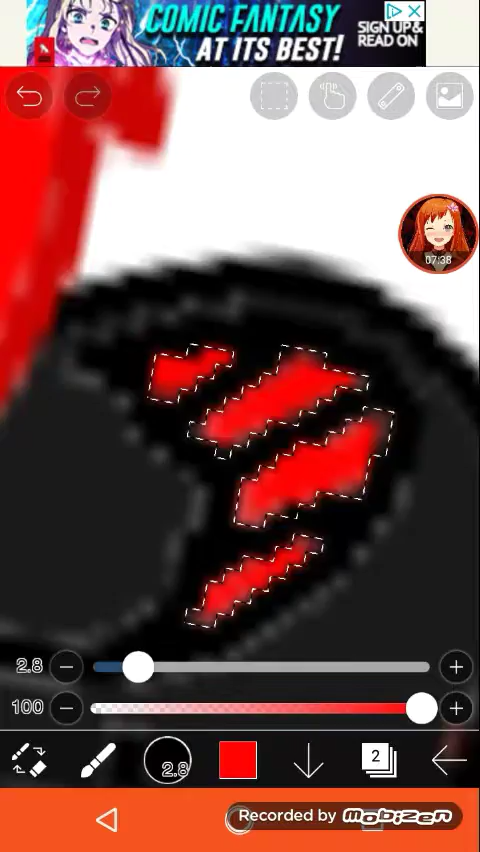 COMIC FANTASY
AT ITS BEST!
SIGN UP &
READ ON
07:38
2.8
100
2.8
2
Recorded by MOBIZEN